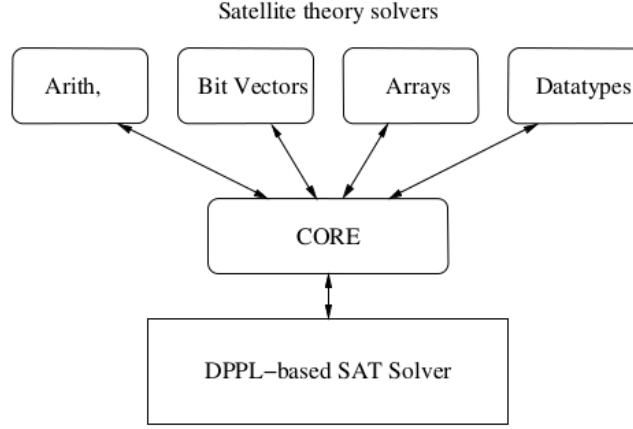 Satellite theory solvers
Arith, Bit Vectors Arrays Datatypes
CORE
DPPL−based SAT Solver